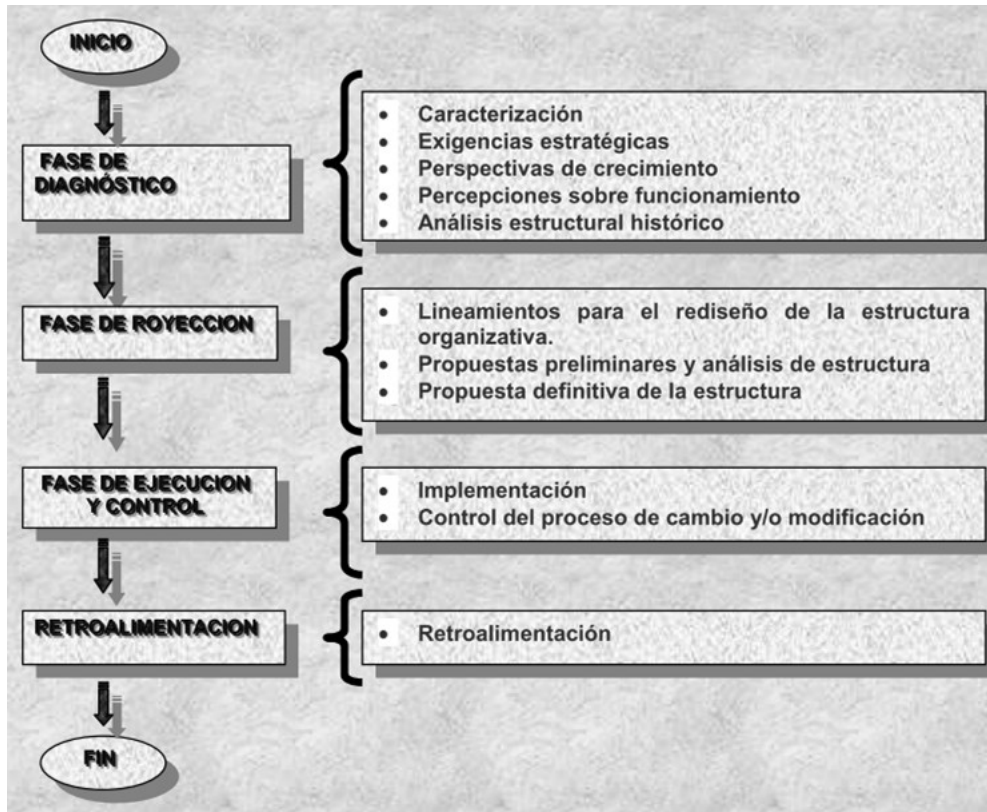 INICIO
FASE DE
DIAGNÓSTICO
• Caracterización
• Exigencias estratégicas
• Perspectivas de crecimiento
• Percepciones sobre funcionamiento
• Análisis estructural histórico
FASE DE ROYECCION
• Lineamientos para el rediseño de la estructura
organizativa.
• Propuestas preliminares y análisis de estructura
• Propuesta definitiva de la estructura
FASE DE EJECUCION
Y CONTROL
• Implementación
• Control del proceso de cambio y/o modificación
RETROALIMENTACION
• Retroalimentación
FIN